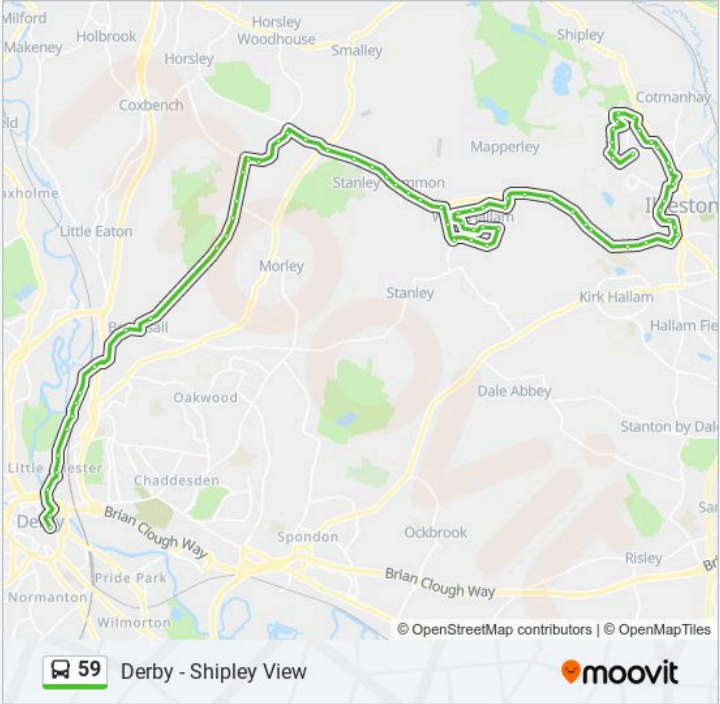 Milford
Makeney
Holbrook
Horsley
Woodhouse
Horsley
Smalley
Shipley
Coxbench
Cotmanhay
Mapperley
Stanley
Little Eaton
Morley
Stanley
Kirk Hallam
Hallam Fie
Oakwood
Dale Abbey
Stanton by Dal
Chaddesden
Derby
Brian Clough Way
Spondon
Ockbrook
Risley
Pride Park
Brian Clough Way
Normanton
Wilmorton
© OpenStreetMap contributors | © OpenMapTiles
59 Derby - Shipley View
moovit